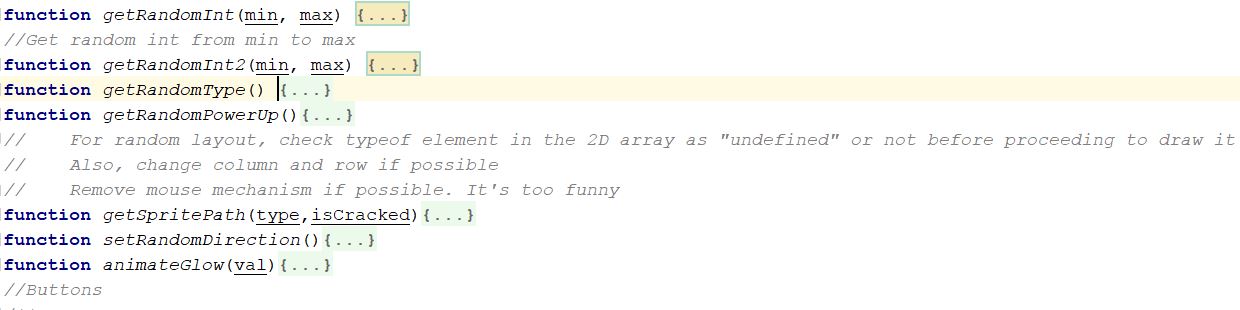 function getRandomInt(min, max) {...}
//Get random int from min to max
function getRandomInt2(min, max) {...}
function getRandomType() {...}
function getRandomPowerUp(){...}
//    For random layout, check typeof element in the 2D array as "undefined" or not before proceeding to draw it
//    Also, change column and row if possible
//    Remove mouse mechanism if possible. It's too funny
function getSpritePath(type,isCracked){...}
function setRandomDirection(){...}
function animateGlow(val){...}
//Buttons